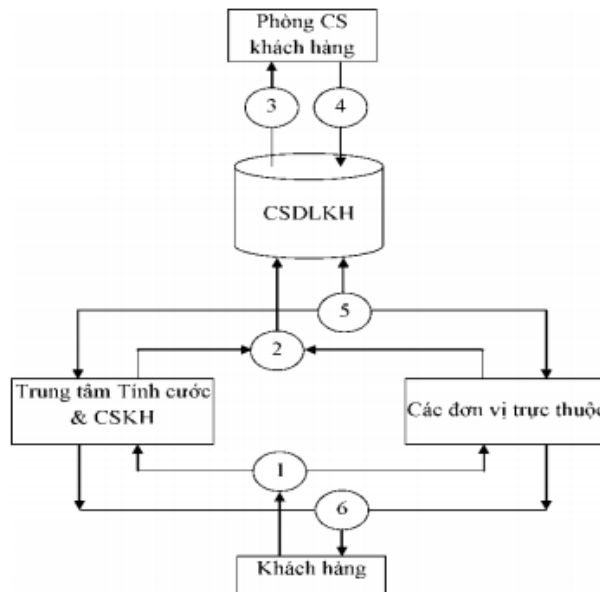 Phòng CS
khách hàng
3
4
CSDLKH
5
2
Trung tâm Tính cước
& CSKH
Các đơn vị trực thuộc
1
6
Khách hàng